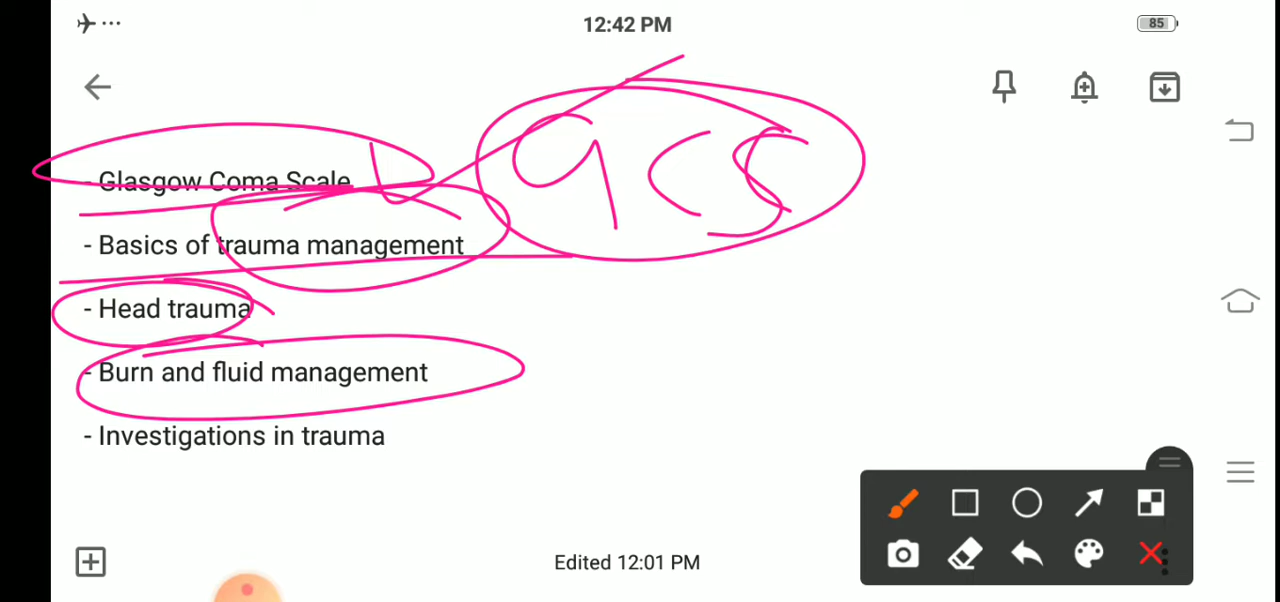 12:42 PM
85
- Glasgow Coma Scale
GCS
- Basics of trauma management
- Head trauma
- Burn and fluid management
- Investigations in trauma
Edited 12:01 PM